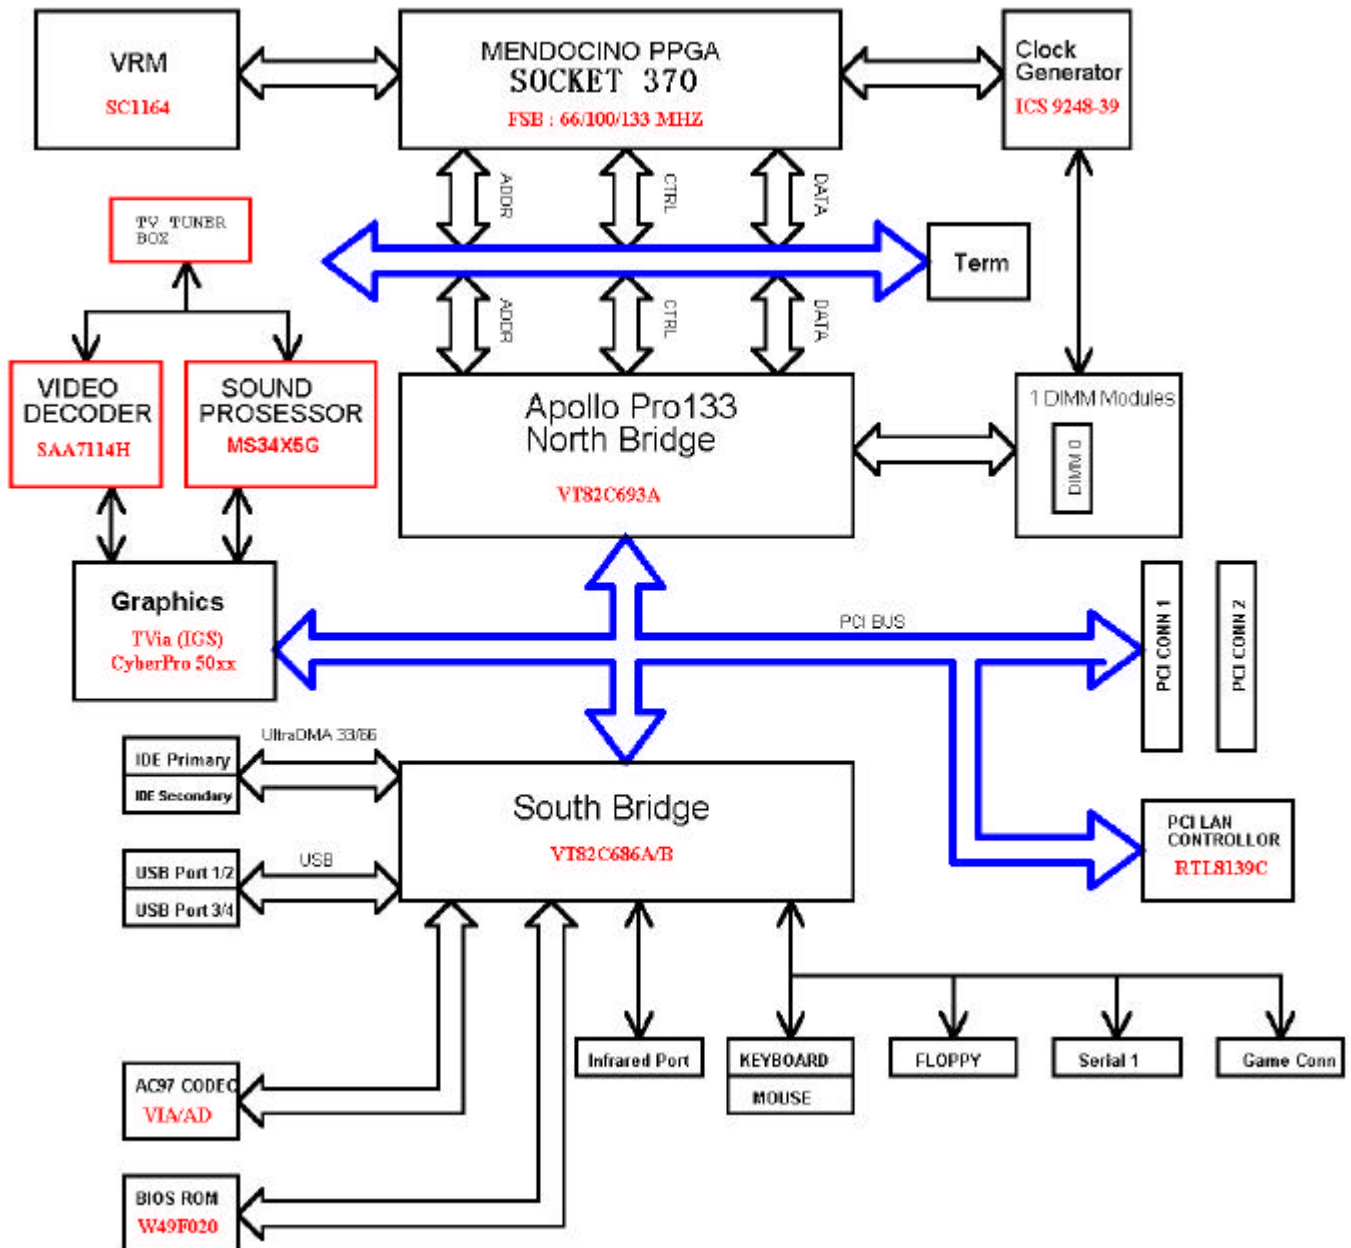 VRM
SC1164
MENDOCINO PPGA
SOCKET 370
FSB : 66/100/133 MHZ
Clock
Generator
ICS 9248-39
ADDR
CTRL
DATA
TV TUNER
BOX
Term
ADDR
CTRL
DATA
VIDEO
DECODER
SAA7114H
SOUND
PROSESSOR
MS34X5G
Apollo Pro133
North Bridge
VT82C693A
1 DIMM Modules
DIMM 0
Graphics
TVia (IGS)
CyberPro 50xx
PCI BUS
PCI CONN 1
PCI CONN 2
UltraDMA 33/66
IDE Primary
IDE Secondary
South Bridge
VT82C686A/B
PCI LAN
CONTROLLOR
RTL8139C
USB
USB Port 1/2
USB Port 3/4
Infrared Port
KEYBOARD
MOUSE
FLOPPY
Serial 1
Game Conn
AC97 CODEC
VIA/AD
BIOS ROM
W49F020